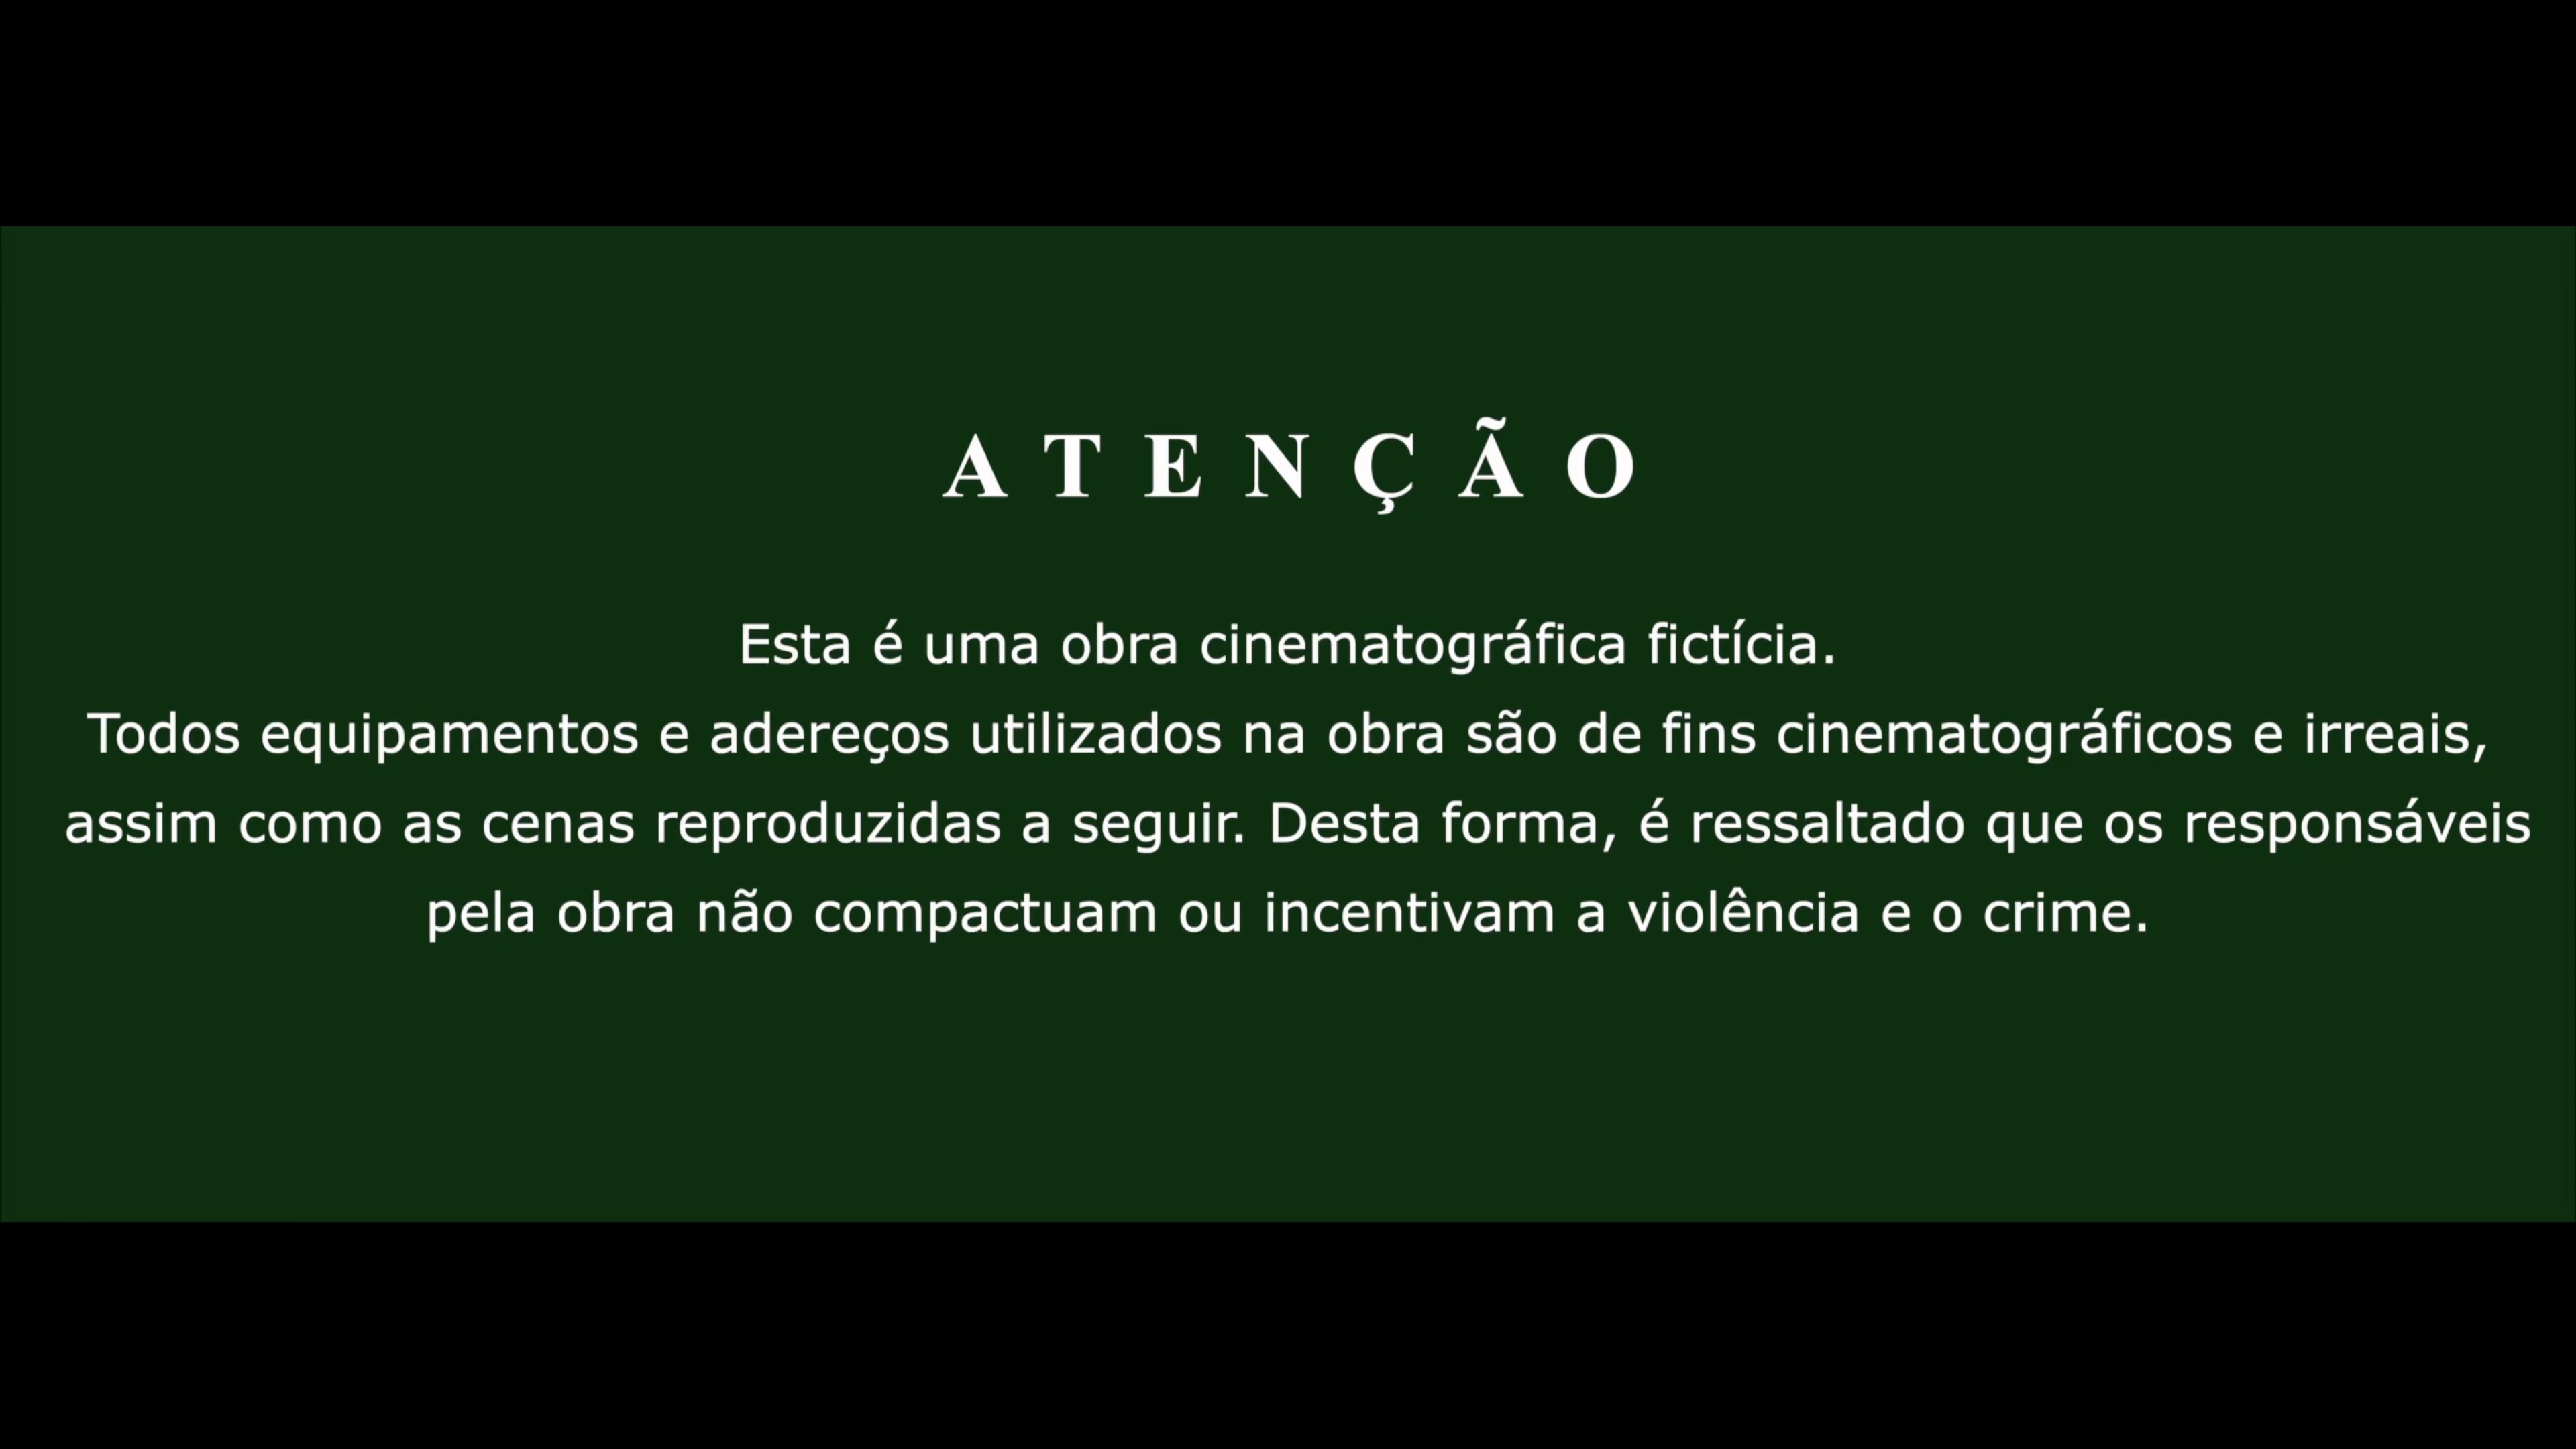 ATENÇÃO
Esta é uma obra cinematográfica fictícia.
Todos equipamentos e adereços utilizados na obra são de fins cinematográficos e irreais,
assim como as cenas reproduzidas a seguir. Desta forma, é ressaltado que os responsáveis
pela obra não compactuam ou incentivam a violência e o crime.